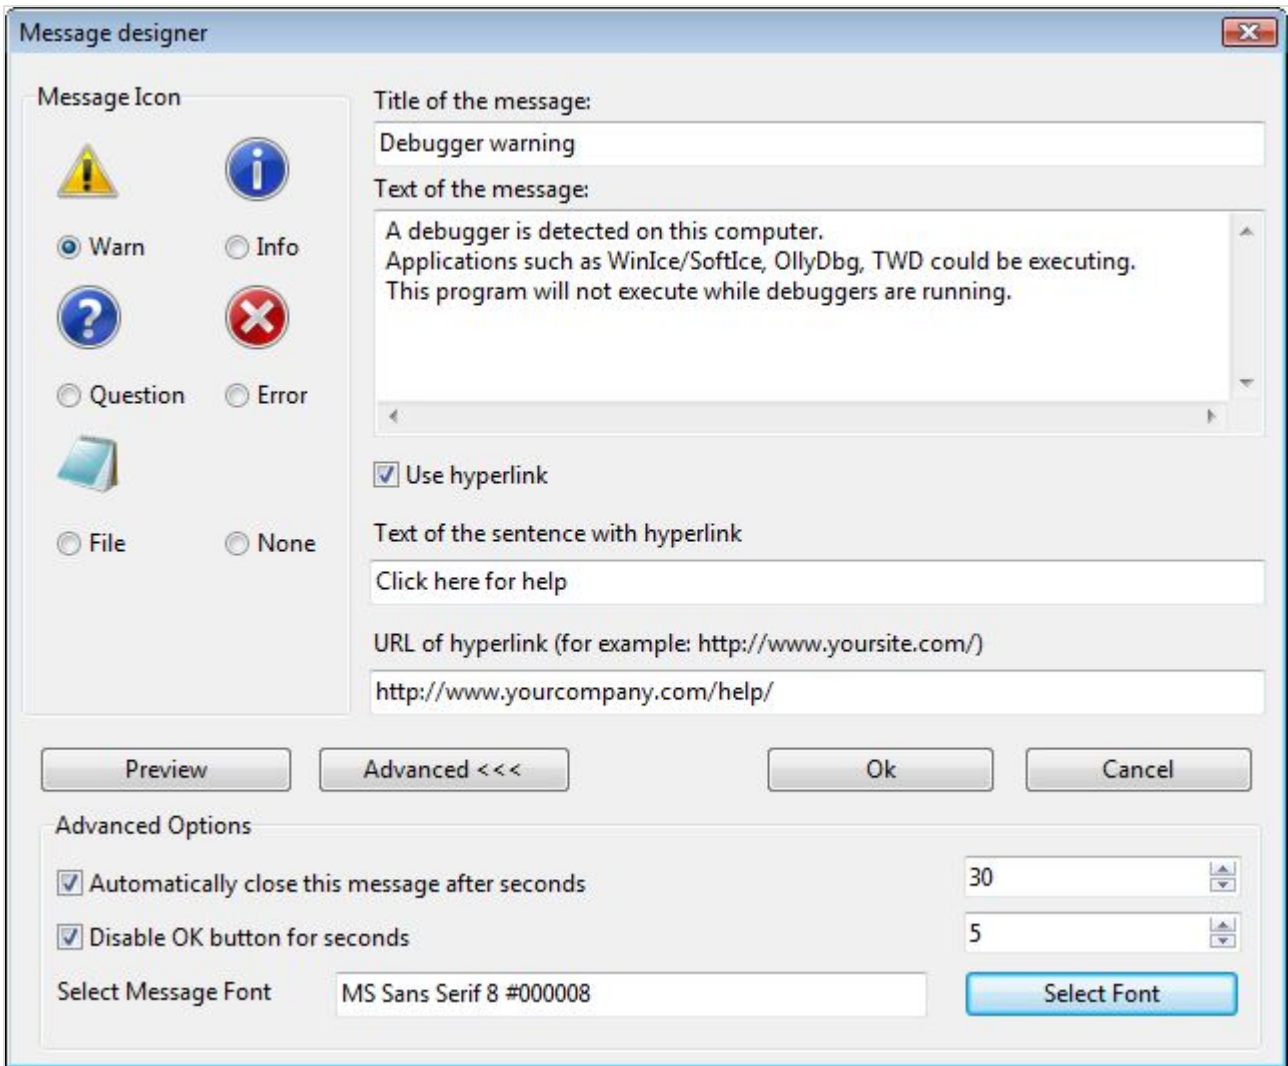 Message designer
Message Icon
Warn
Info
Question
Error
File
None
Title of the message:
Debugger warning
Text of the message:
A debugger is detected on this computer.
Applications such as WinIce/SoftIce, OllyDbg, TWD could be executing.
This program will not execute while debuggers are running.
Use hyperlink
Text of the sentence with hyperlink
Click here for help
URL of hyperlink (for example: http://www.yoursite.com/)
http://www.yourcompany.com/help/
Preview
Advanced <<<
Ok
Cancel
Advanced Options
Automatically close this message after seconds
30
Disable OK button for seconds
5
Select Message Font
MS Sans Serif 8 #000008
Select Font